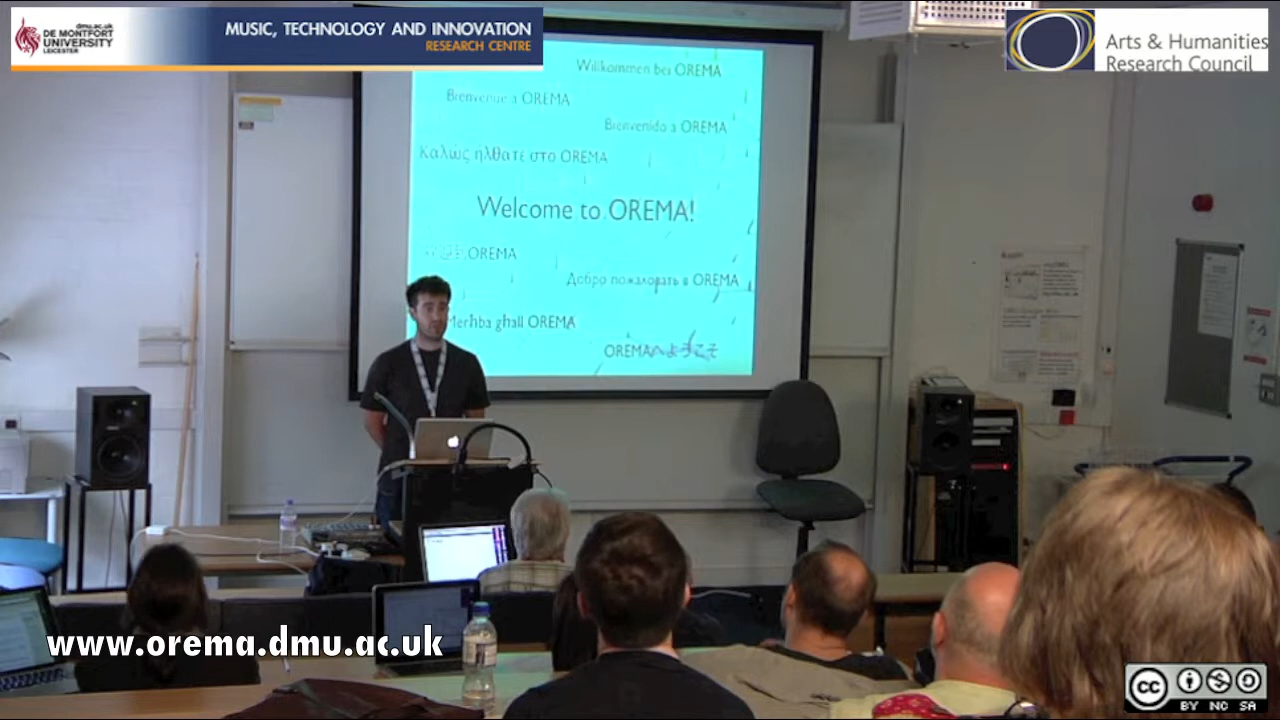 dmu.ac.uk
DE MONTFORT
UNIVERSITY
LEICESTER
MUSIC, TECHNOLOGY AND INNOVATION
RESEARCH CENTRE
Arts & Humanities
Research Council
Willkommen bei OREMA
Bienvenue a OREMA
Bienvenido a OREMA
Καλώς ήλθατε στο OREMA
Welcome to OREMA!
OREMA
Добро пожаловать в OREMA
Merħba għall OREMA
OREMAへようこそ
www.orema.dmu.ac.uk
cc
BY NC SA